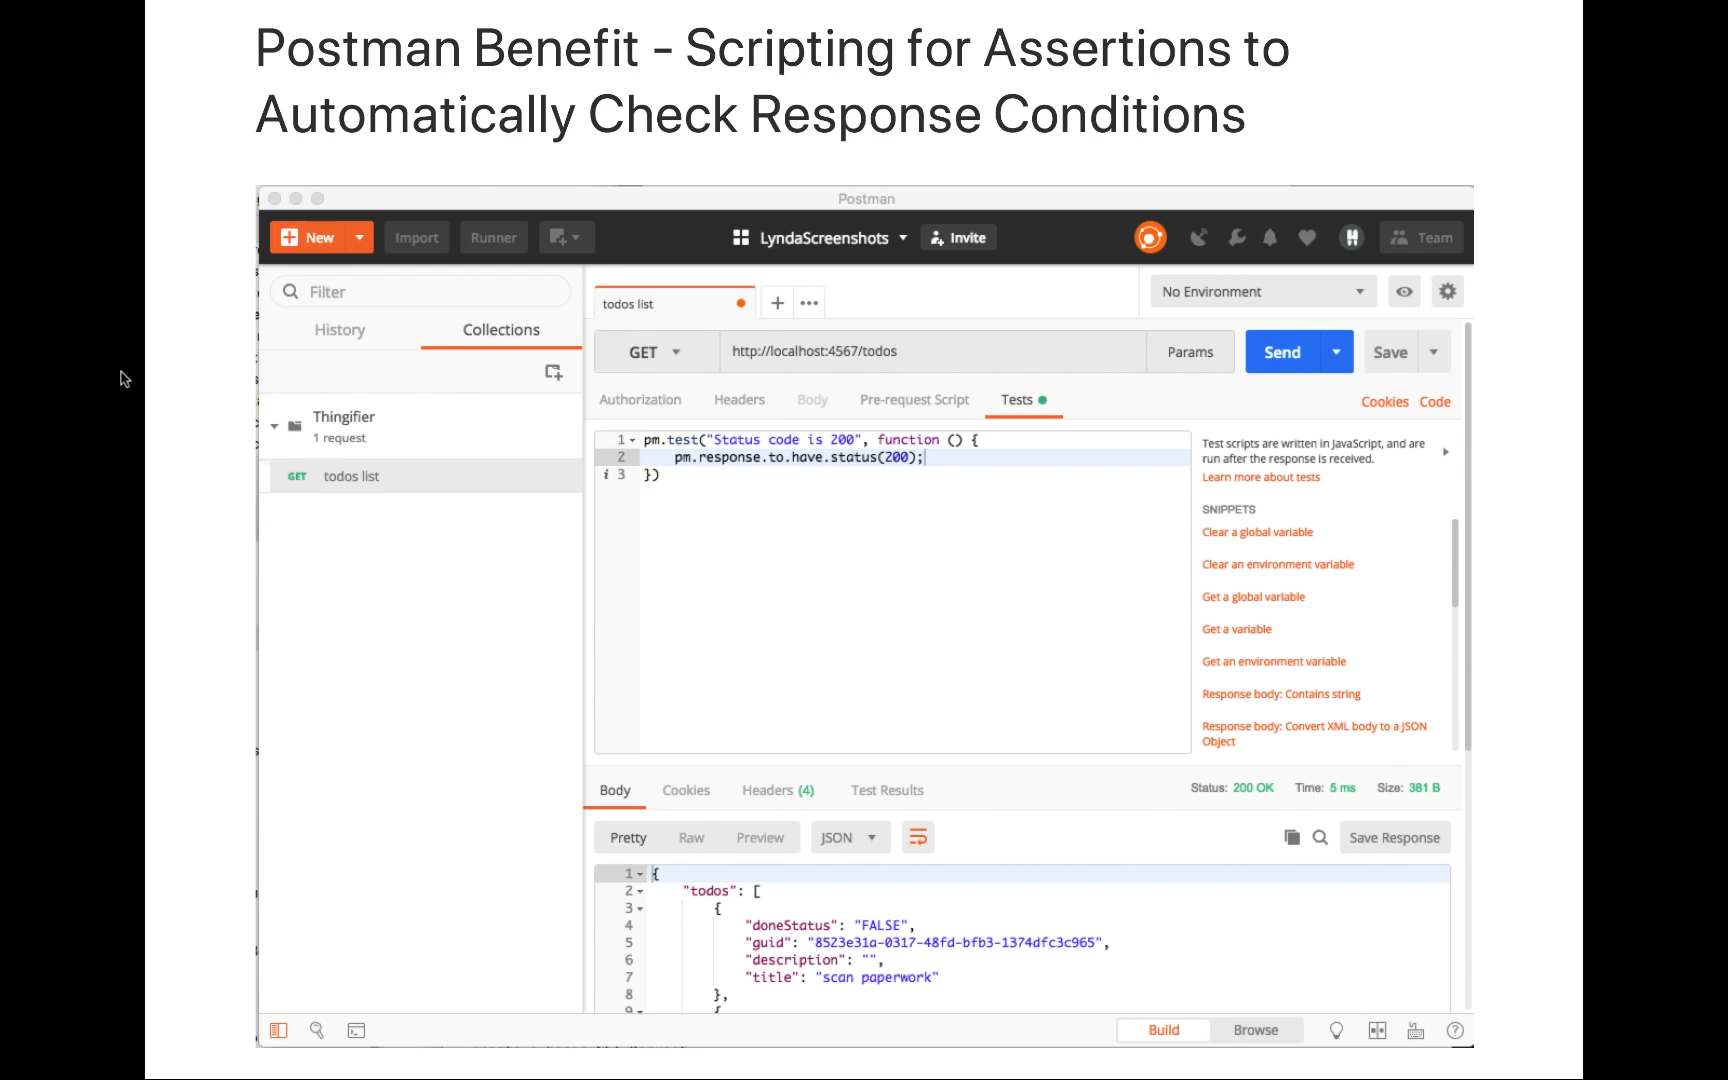 Postman Benefit - Scripting for Assertions to
Automatically Check Response Conditions
Postman
New
Import
Runner
LyndaScreenshots
Invite
Team
Filter
History
Collections
Thingifier
1 request
GET todos list
todos list
No Environment
GET
http://localhost:4567/todos
Params
Send
Save
Authorization
Headers
Body
Pre-request Script
Tests
Cookies
Code
1 pm.test("Status code is 200", function () {
2 pm.response.to.have.status(200);
i 3 })
Test scripts are written in JavaScript, and are
run after the response is received.
Learn more about tests
SNIPPETS
Clear a global variable
Clear an environment variable
Get a global variable
Get a variable
Get an environment variable
Response body: Contains string
Response body: Convert XML body to a JSON
Object
Body
Cookies
Headers (4)
Test Results
Status: 200 OK
Time: 5 ms
Size: 381 B
Pretty
Raw
Preview
JSON
Save Response
1 {
2 "todos": [
3 {
4 "doneStatus": "FALSE",
5 "guid": "8523e31a-0317-48fd-bfb3-1374dfc3c965",
6 "description": "",
7 "title": "scan paperwork"
8 },
9 {
Build
Browse